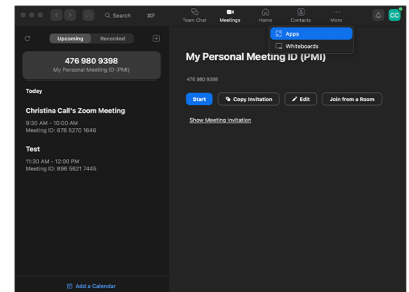 Search ⌘F
Team Chat
Meetings
Home
Contacts
More
CC
Apps
Whiteboards
Upcoming
Recorded
476 980 9398
My Personal Meeting ID (PMI)
Today
Christina Call's Zoom Meeting
9:30 AM - 10:00 AM
Meeting ID: 878 5270 1646
Test
11:30 AM - 12:00 PM
Meeting ID: 896 5621 7445
Add a Calendar
My Personal Meeting ID (PMI)
476 980 9398
Start
Copy Invitation
Edit
Join from a Room
Show Meeting Invitation